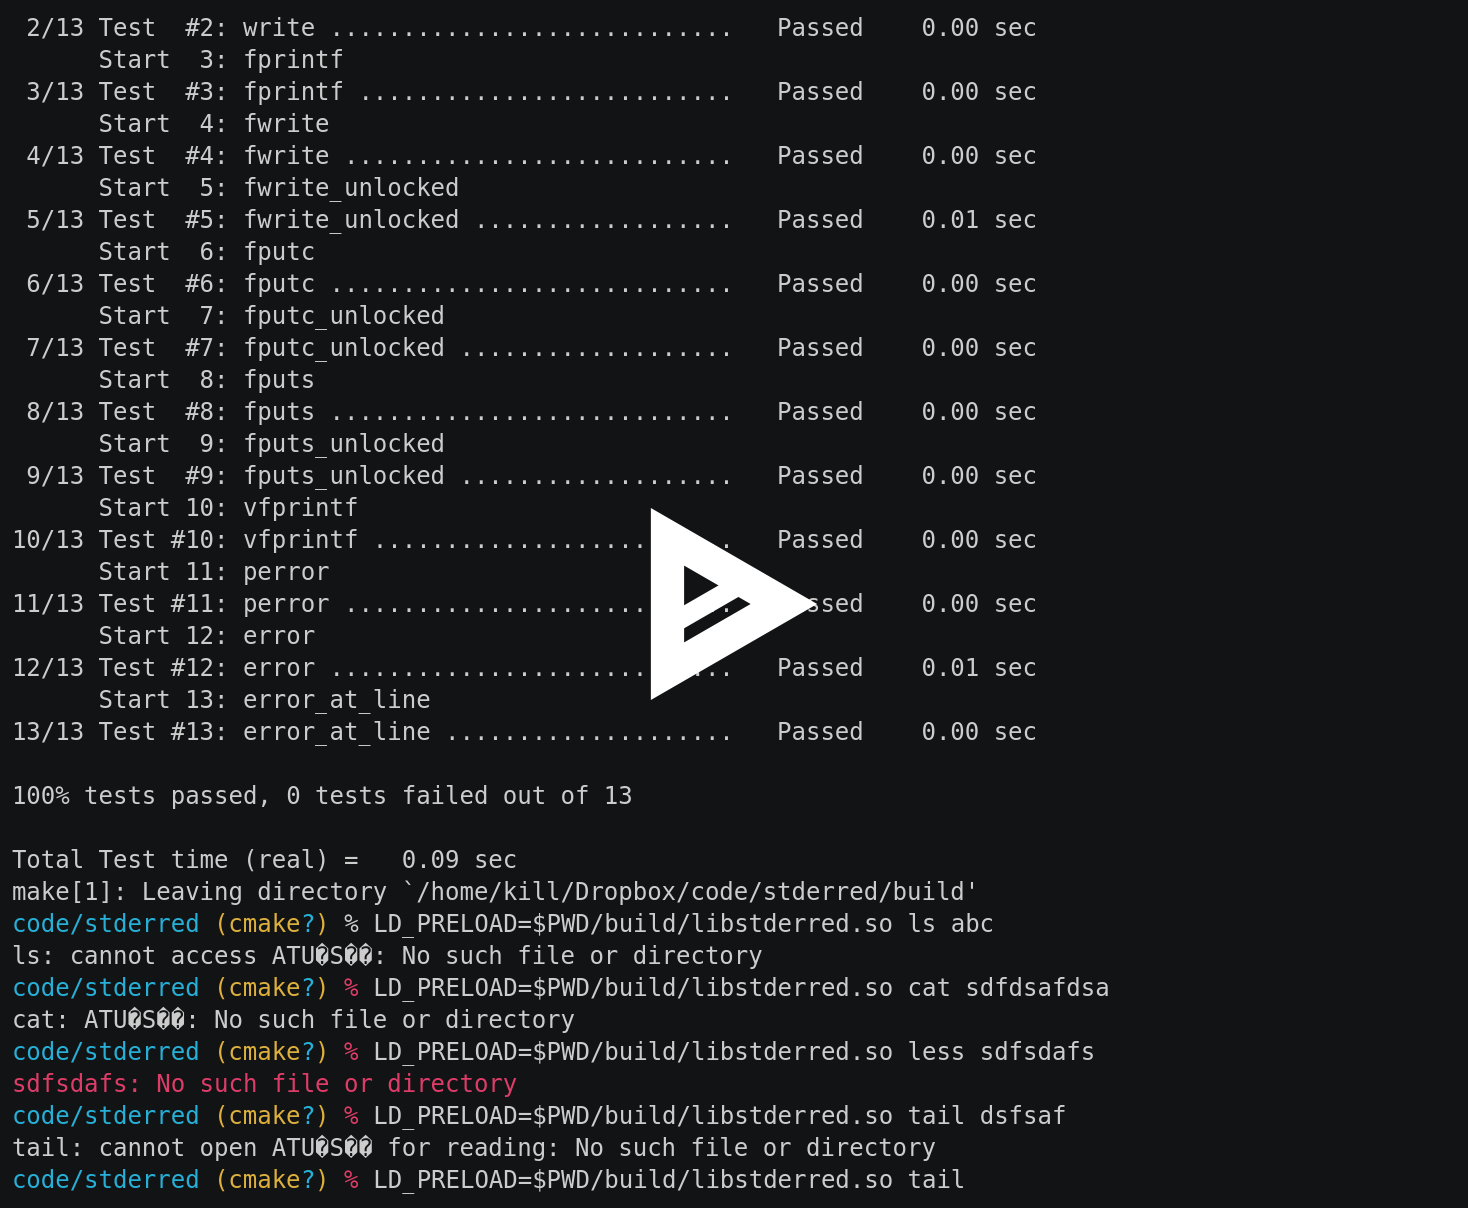 2/13 Test  #2: write ............................   Passed    0.00 sec
      Start  3: fprintf
 3/13 Test  #3: fprintf ..........................   Passed    0.00 sec
      Start  4: fwrite
 4/13 Test  #4: fwrite ...........................   Passed    0.00 sec
      Start  5: fwrite_unlocked
 5/13 Test  #5: fwrite_unlocked ..................   Passed    0.01 sec
      Start  6: fputc
 6/13 Test  #6: fputc ............................   Passed    0.00 sec
      Start  7: fputc_unlocked
 7/13 Test  #7: fputc_unlocked ...................   Passed    0.00 sec
      Start  8: fputs
 8/13 Test  #8: fputs ............................   Passed    0.00 sec
      Start  9: fputs_unlocked
 9/13 Test  #9: fputs_unlocked ...................   Passed    0.00 sec
      Start 10: vfprintf
10/13 Test #10: vfprintf .........................   Passed    0.00 sec
      Start 11: perror
11/13 Test #11: perror ...........................   Passed    0.00 sec
      Start 12: error
12/13 Test #12: error ............................   Passed    0.01 sec
      Start 13: error_at_line
13/13 Test #13: error_at_line ....................   Passed    0.00 sec

100% tests passed, 0 tests failed out of 13

Total Test time (real) =   0.09 sec
make[1]: Leaving directory `/home/kill/Dropbox/code/stderred/build'
code/stderred (cmake?) % LD_PRELOAD=$PWD/build/libstderred.so ls abc
ls: cannot access ATU�S��: No such file or directory
code/stderred (cmake?) % LD_PRELOAD=$PWD/build/libstderred.so cat sdfdsafdsa
cat: ATU�S��: No such file or directory
code/stderred (cmake?) % LD_PRELOAD=$PWD/build/libstderred.so less sdfsdafs
sdfsdafs: No such file or directory
code/stderred (cmake?) % LD_PRELOAD=$PWD/build/libstderred.so tail dsfsaf
tail: cannot open ATU�S�� for reading: No such file or directory
code/stderred (cmake?) % LD_PRELOAD=$PWD/build/libstderred.so tail